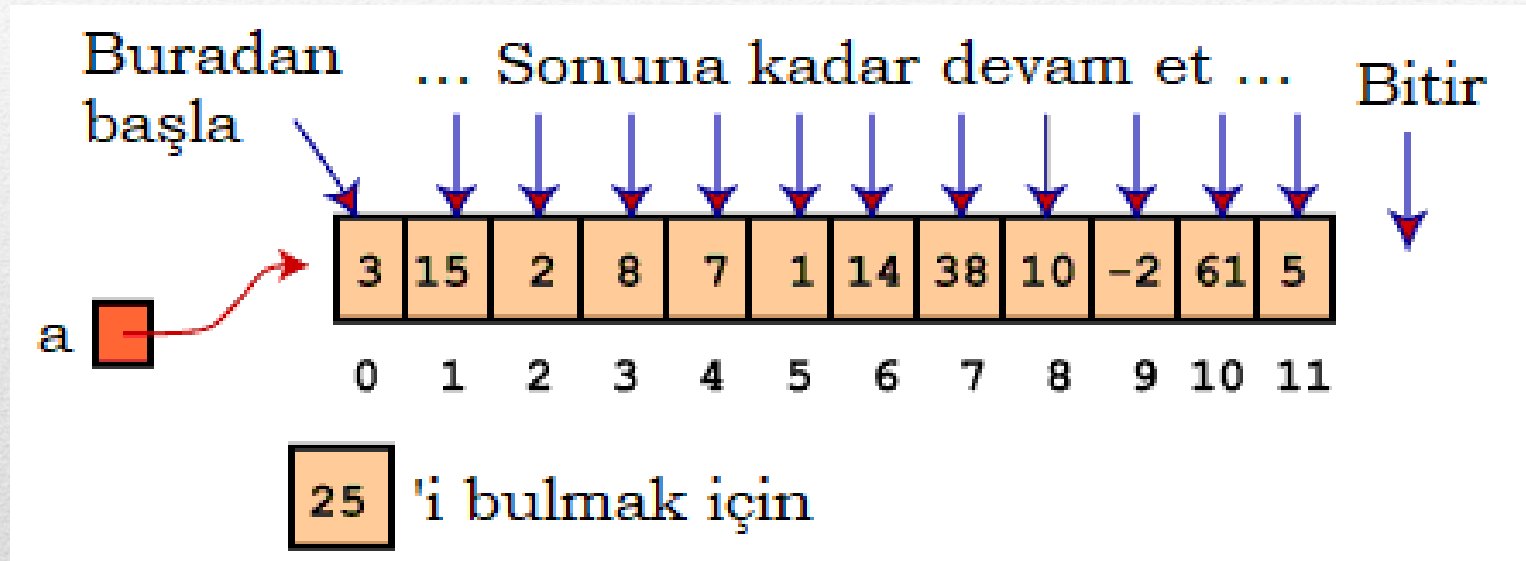 Buradan
başla
... Sonuna kadar devam et ...
Bitir
3 15 2 8 7 1 14 38 10 -2 61 5
a
0 1 2 3 4 5 6 7 8 9 10 11
25 'i bulmak için